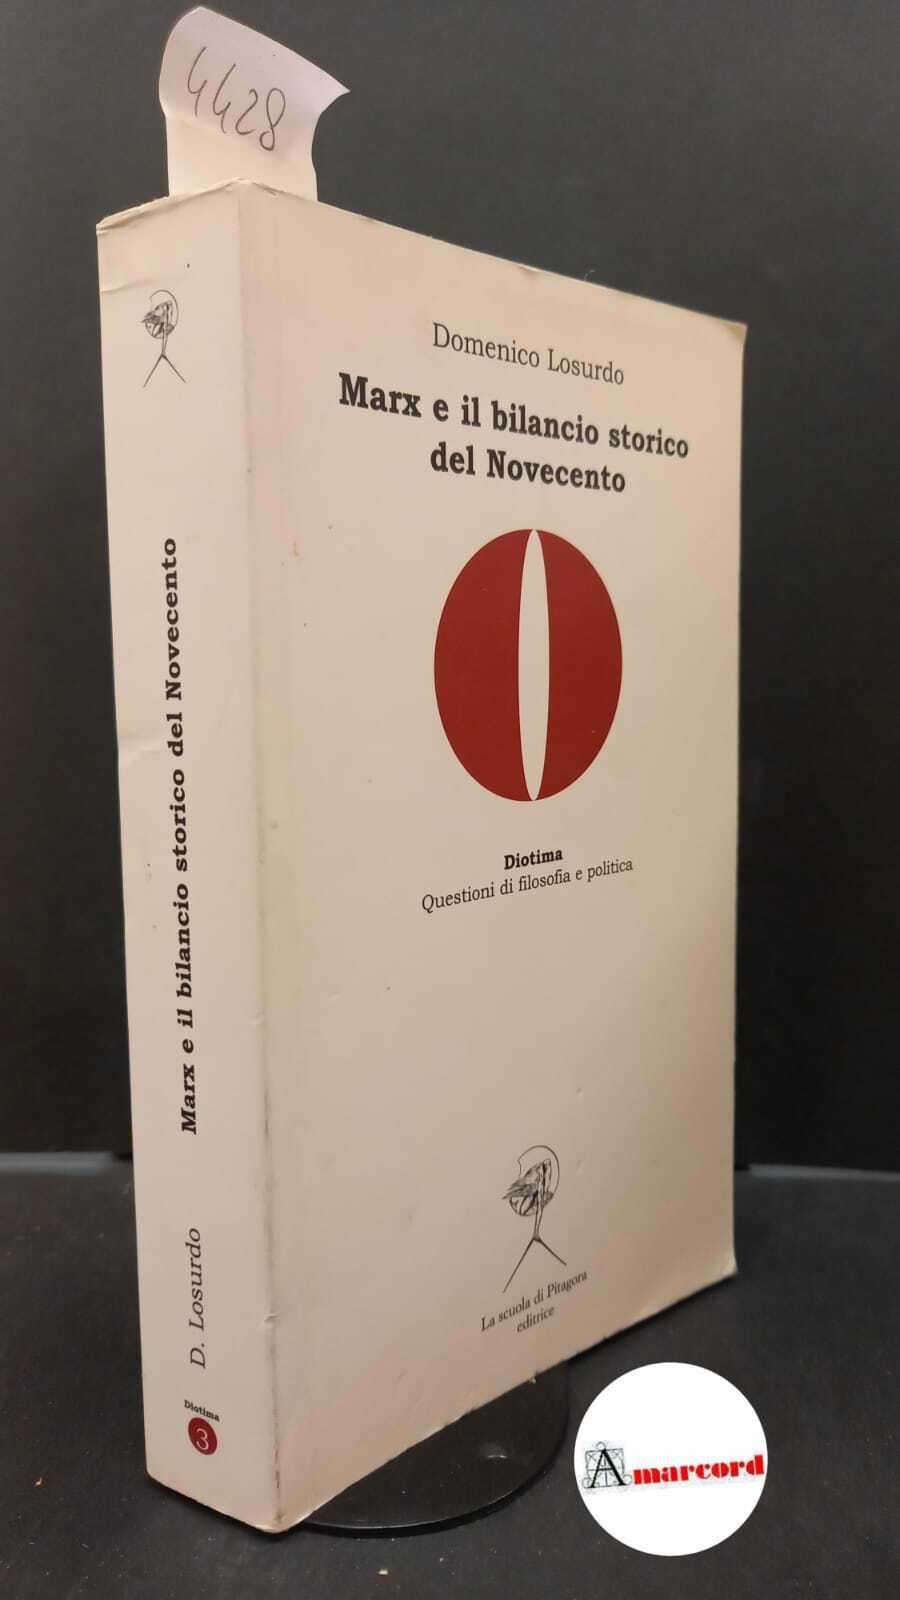 4428
Domenico Losurdo
Marx e il bilancio storico
del Novecento
Diotima
Questioni di filosofia e politica
La scuola di Pitagora
editrice
Marx e il bilancio storico del Novecento
D. Losurdo
Diotima
3
Amarcord